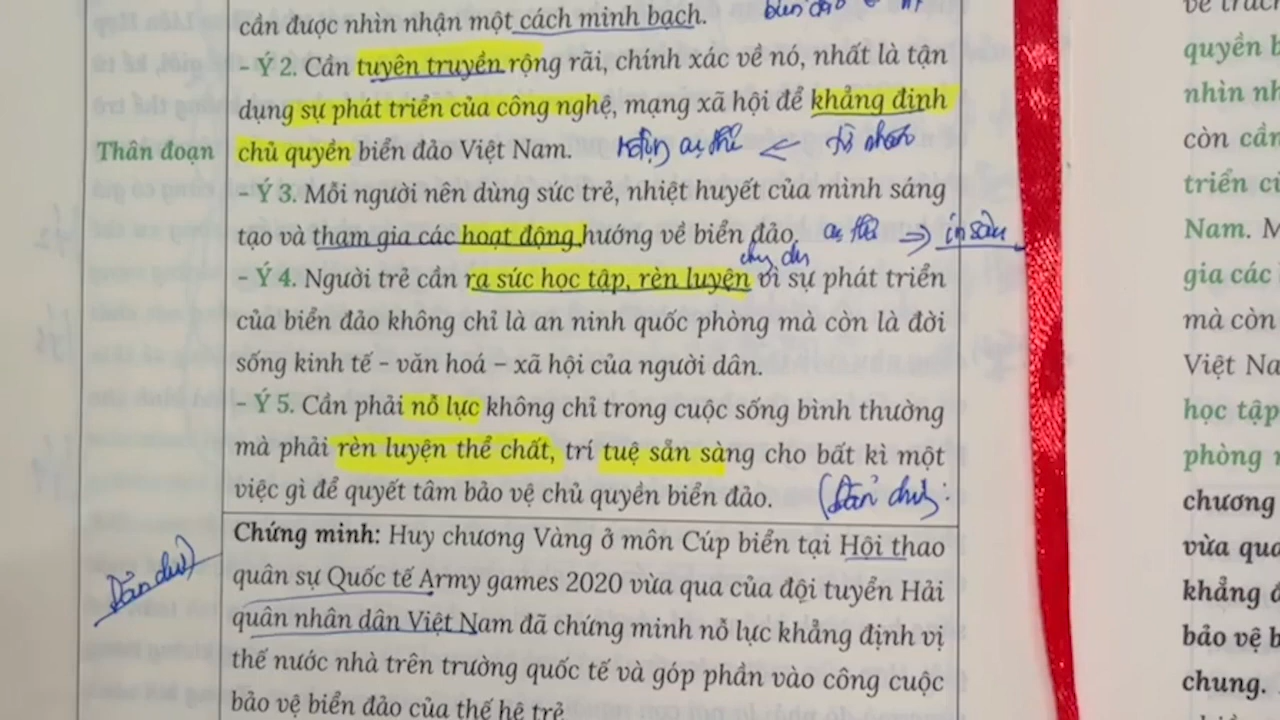 cần được nhìn nhận một cách minh bạch.
- Ý 2. Cần tuyên truyền rộng rãi, chính xác về nó, nhất là tận
dụng sự phát triển của công nghệ, mạng xã hội để khẳng định
Thân đoạn
chủ quyền biển đảo Việt Nam.
- Ý 3. Mỗi người nên dùng sức trẻ, nhiệt huyết của mình sáng
tạo và tham gia các hoạt động hướng về biển đảo.
- Ý 4. Người trẻ cần ra sức học tập, rèn luyện vì sự phát triển
của biển đảo không chỉ là an ninh quốc phòng mà còn là đời
sống kinh tế - văn hoá – xã hội của người dân.
- Ý 5. Cần phải nỗ lực không chỉ trong cuộc sống bình thường
mà phải rèn luyện thể chất, trí tuệ sẵn sàng cho bất kì một
việc gì để quyết tâm bảo vệ chủ quyền biển đảo.
Chứng minh: Huy chương Vàng ở môn Cúp biển tại Hội thao
quân sự Quốc tế Army games 2020 vừa qua của đội tuyển Hải
quân nhân dân Việt Nam đã chứng minh nỗ lực khẳng định vị
thế nước nhà trên trường quốc tế và góp phần vào công cuộc
bảo vệ biển đảo của thế hệ trẻ.
quyền
nhìn
còn cần
triển
Nam.
gia các
mà còn
Việt
học tập
phòng
chương
vừa qua
khẳng
bảo vệ
chung.